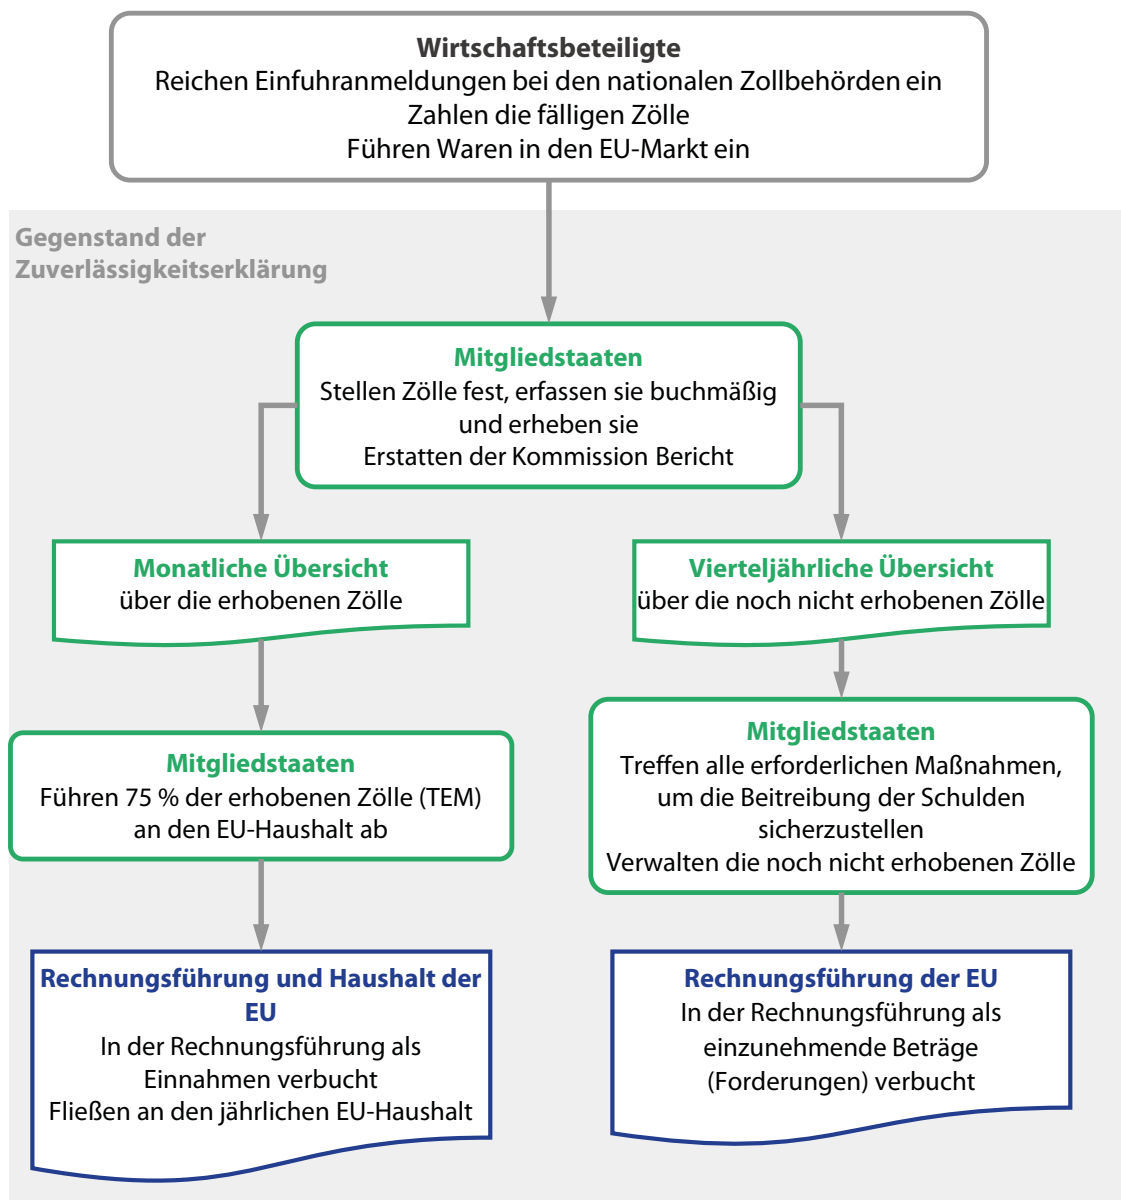 Wirtschaftsbeteiligte
Reichen Einfuhranmeldungen bei den nationalen Zollbehörden ein
Zahlen die fälligen Zölle
Führen Waren in den EU-Markt ein
Gegenstand der
Zuverlässigkeitserklärung
Mitgliedstaaten
Stellen Zölle fest, erfassen sie buchmäßig
und erheben sie
Erstatten der Kommission Bericht
Monatliche Übersicht
über die erhobenen Zölle
Vierteljährliche Übersicht
über die noch nicht erhobenen Zölle
Mitgliedstaaten
Führen 75 % der erhobenen Zölle (TEM)
an den EU-Haushalt ab
Mitgliedstaaten
Treffen alle erforderlichen Maßnahmen,
um die Beitreibung der Schulden
sicherzustellen
Verwalten die noch nicht erhobenen Zölle
Rechnungsführung und Haushalt der
EU
In der Rechnungsführung als
Einnahmen verbucht
Fließen an den jährlichen EU-Haushalt
Rechnungsführung der EU
In der Rechnungsführung als
einzunehmende Beträge
(Forderungen) verbucht